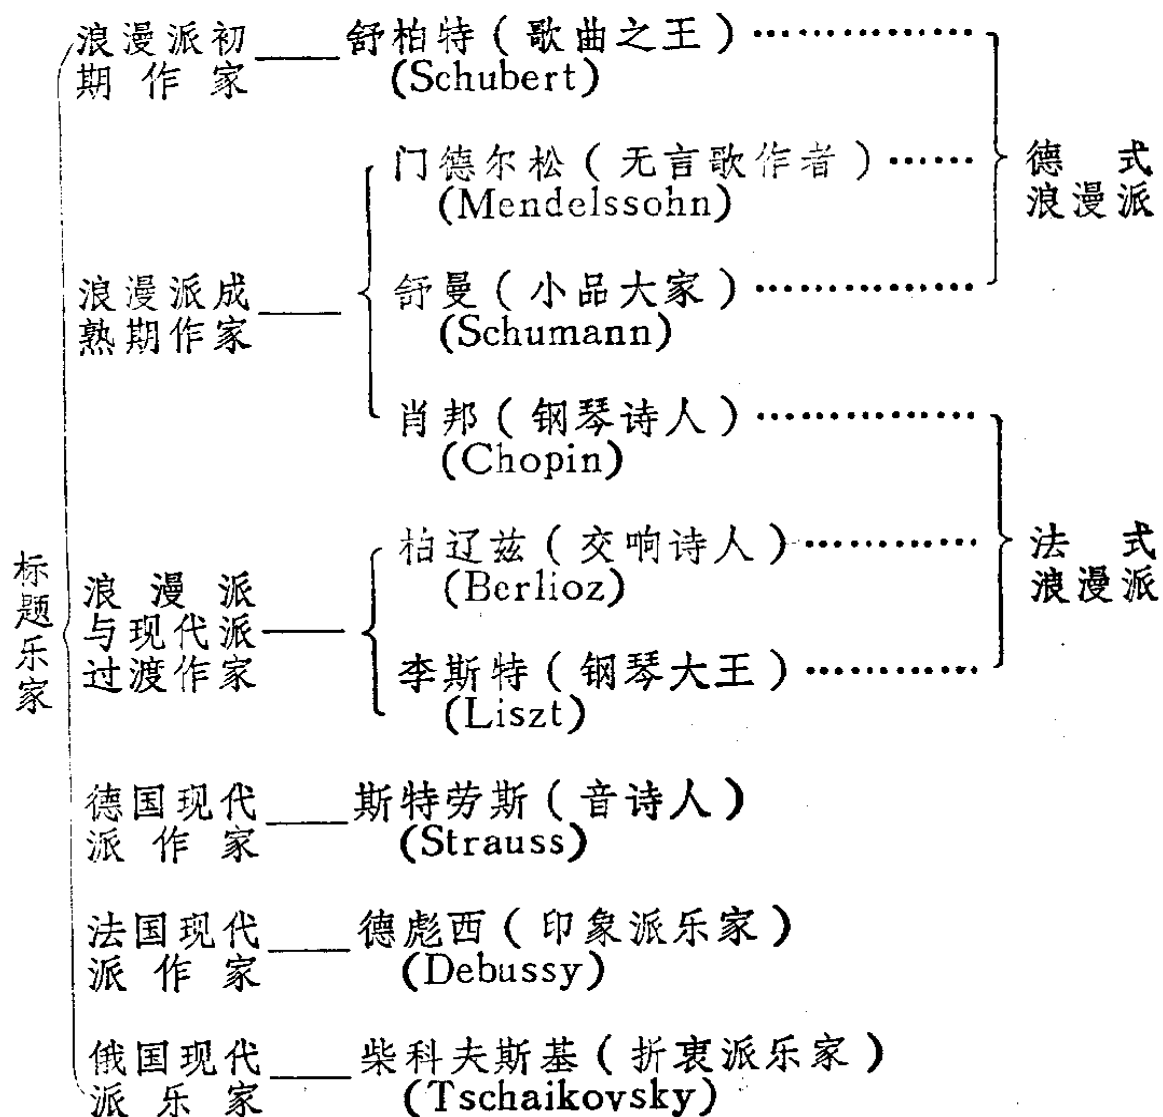 浪漫派初 舒柏特（歌曲之王）
期作家 (Schubert)
门德尔松（无言歌作者） 德式
(Mendelssohn) 浪漫派
浪漫派成 舒曼（小品大家）
熟期作家 (Schumann)
肖邦（钢琴诗人）
(Chopin)
标题乐家
柏辽兹（交响诗人） 法式
浪漫派 (Berlioz) 浪漫派
与现代派
过渡作家 李斯特（钢琴大王）
(Liszt)
德国现代 斯特劳斯（音诗人）
派作家 (Strauss)
法国现代 德彪西（印象派乐家）
派作家 (Debussy)
俄国现代 柴科夫斯基（折衷派乐家）
派乐家 (Tschaikovsky)